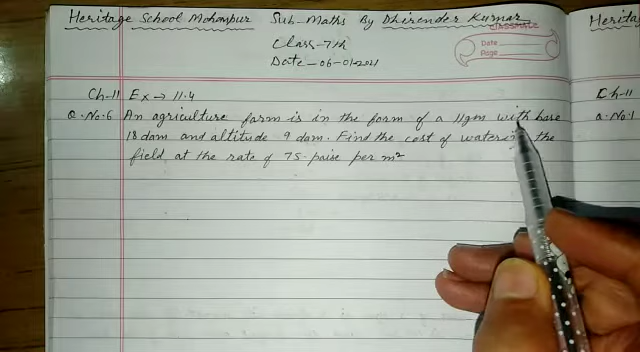 Heritage School Mohanpur Sub-Maths By Dhirender Kumar
CLASSMATE
Class-7th
Date
Date-06-01-2021
Page
Ch-11 Ex → 11.4
Q.No.6 An agriculture farm is in the form of a llgm with base
18 dam and altitude 9 dam. Find the cost of watering the
field at the rate of 75 paise per m²
Herita
Ch-11
Q.No.1